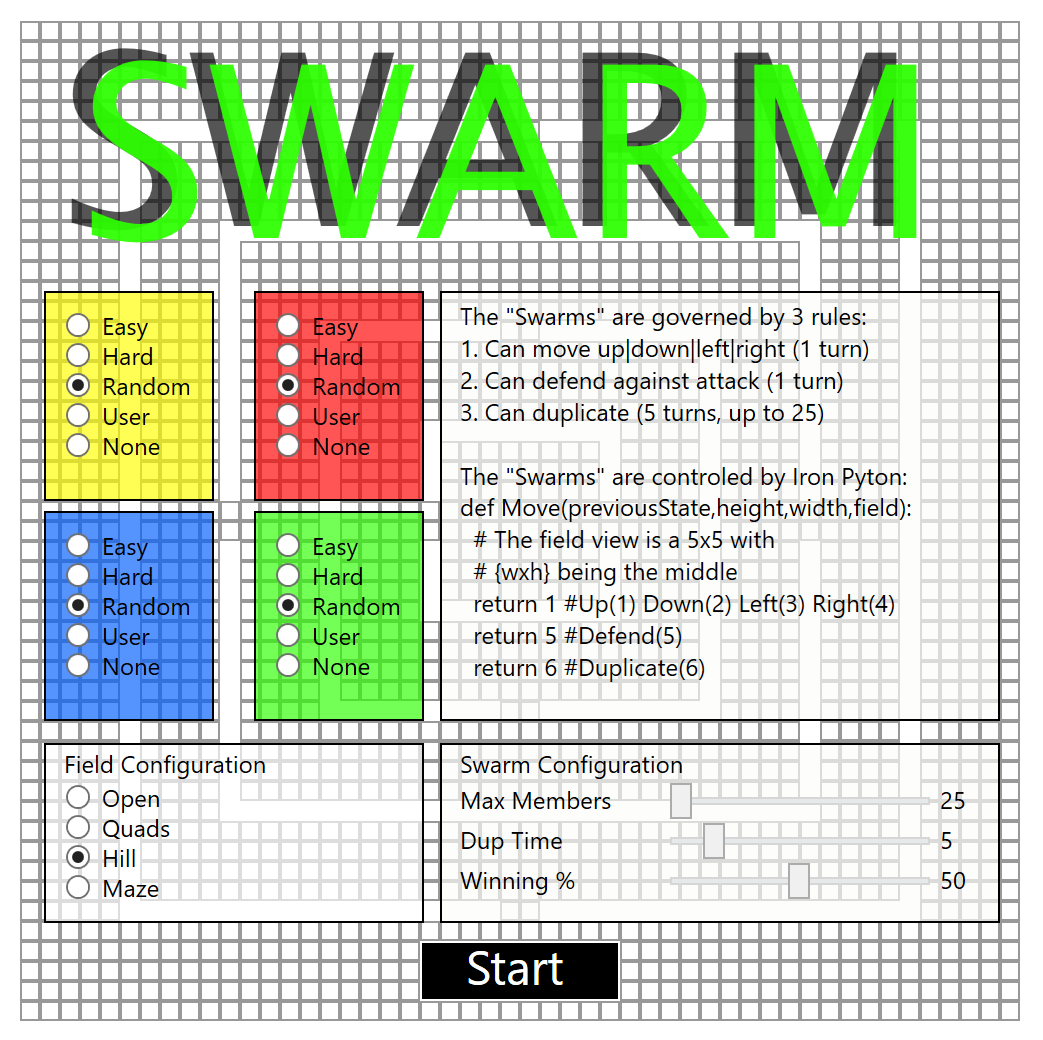 SWARM
Easy
Hard
Random
User
None
Easy
Hard
Random
User
None
The "Swarms" are governed by 3 rules:
1. Can move up|down|left|right (1 turn)
2. Can defend against attack (1 turn)
3. Can duplicate (5 turns, up to 25)
The "Swarms" are controled by Iron Pyton:
def Move(previousState,height,width,field):
# The field view is a 5x5 with
# {wxh} being the middle
return 1 #Up(1) Down(2) Left(3) Right(4)
return 5 #Defend(5)
return 6 #Duplicate(6)
Easy
Hard
Random
User
None
Easy
Hard
Random
User
None
Field Configuration
Open
Quads
Hill
Maze
Swarm Configuration
Max Members 25
Dup Time 5
Winning % 50
Start